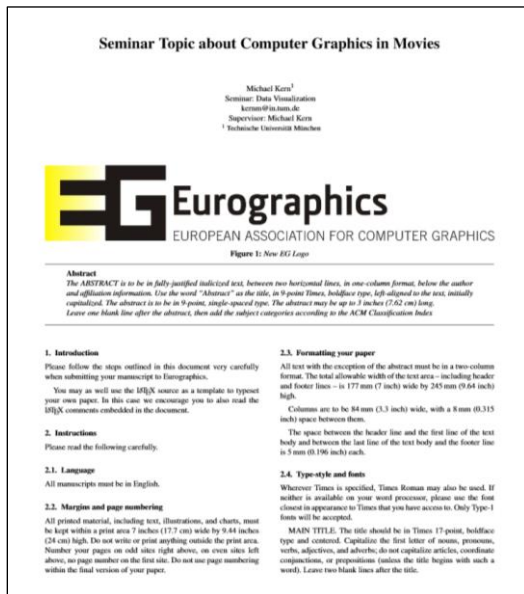 Seminar Topic about Computer Graphics in Movies
Michael Kern¹
Seminar: Data Visualization
kernm@in.tum.de
Supervisor: Michael Kern
¹ Technische Universität München
EG Eurographics
EUROPEAN ASSOCIATION FOR COMPUTER GRAPHICS
Figure 1: New EG Logo
Abstract
The ABSTRACT is to be in fully-justified italicized text, between two horizontal lines, in one-column format, below the author
and affiliation information. Use the word "Abstract" as the title, in 9-point Times, boldface type, left-aligned to the text, initially
capitalized. The abstract is to be in 9-point, single-spaced type. The abstract may be up to 3 inches (7.62 cm) long.
Leave one blank line after the abstract, then add the subject categories according to the ACM Classification Index
1. Introduction
Please follow the steps outlined in this document very carefully
when submitting your manuscript to Eurographics.
You may as well use the LATEX source as a template to typeset
your own paper. In this case we encourage you to also read the
LATEX comments embedded in the document.
2. Instructions
Please read the following carefully.
2.1. Language
All manuscripts must be in English.
2.2. Margins and page numbering
All printed material, including text, illustrations, and charts, must
be kept within a print area 7 inches (17.7 cm) wide by 9.44 inches
(24 cm) high. Do not write or print anything outside the print area.
Number your pages on odd sites right above, on even sites left
above, no page number on the first site. Do not use page numbering
within the final version of your paper.
2.3. Formatting your paper
All text with the exception of the abstract must be in a two-column
format. The total allowable width of the text area – including header
and footer lines – is 177 mm (7 inch) wide by 245 mm (9.64 inch)
high.
Columns are to be 84 mm (3.3 inch) wide, with a 8 mm (0.315
inch) space between them.
The space between the header line and the first line of the text
body and between the last line of the text body and the footer line
is 5 mm (0.196 inch) each.
2.4. Type-style and fonts
Wherever Times is specified, Times Roman may also be used. If
neither is available on your word processor, please use the font
closest in appearance to Times that you have access to. Only Type-1
fonts will be accepted.
MAIN TITLE. The title should be in Times 17-point, boldface
type and centered. Capitalize the first letter of nouns, pronouns,
verbs, adjectives, and adverbs; do not capitalize articles, coordinate
conjunctions, or prepositions (unless the title begins with such a
word). Leave two blank lines after the title.